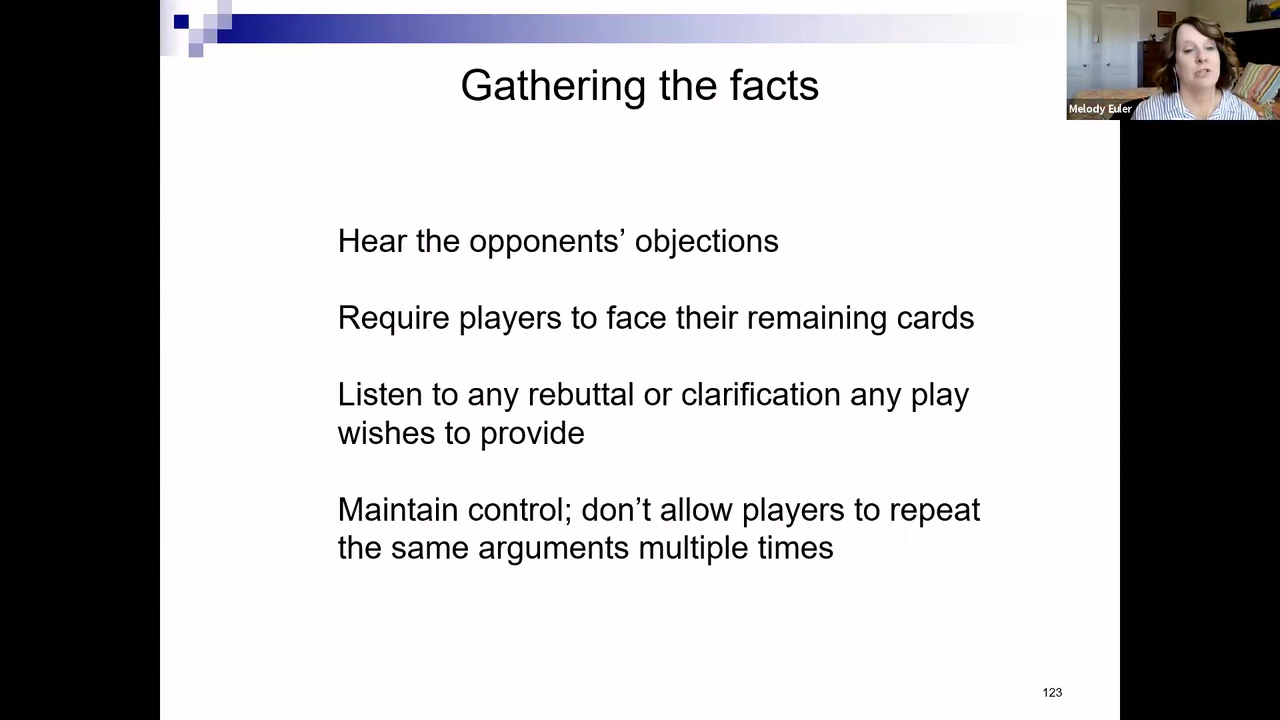 Gathering the facts
Melody Euler
Hear the opponents’ objections
Require players to face their remaining cards
Listen to any rebuttal or clarification any play
wishes to provide
Maintain control; don’t allow players to repeat
the same arguments multiple times
123